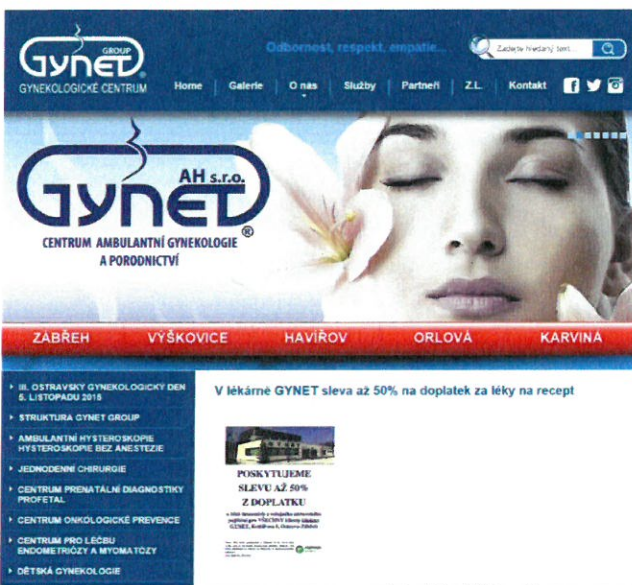 GROUP
GYNET®
GYNEKOLOGICKÉ CENTRUM
Odbornost, respekt, empatie...
Zadejte hledaný text...
Home
Galerie
O nás
Služby
Partneři
Z.L.
Kontakt
GYNET
AH s.r.o.
®
CENTRUM AMBULANTNÍ GYNEKOLOGIE
A PORODNICTVÍ
ZÁBŘEH
VÝŠKOVICE
HAVÍŘOV
ORLOVÁ
KARVINÁ
III. OSTRAVSKÝ GYNEKOLOGICKÝ DEN
5. LISTOPADU 2015
STRUKTURA GYNET GROUP
AMBULANTNÍ HYSTEROSKOPIE
HYSTEROSKOPIE BEZ ANESTEZIE
JEDNODENNÍ CHIRURGIE
CENTRUM PRENATÁLNÍ DIAGNOSTIKY
PROFETAL
CENTRUM ONKOLOGICKÉ PREVENCE
CENTRUM PRO LÉČBU
ENDOMETRIÓZY A MYOMATÓZY
DĚTSKÁ GYNEKOLOGIE
V lékárně GYNET sleva až 50% na doplatek za léky na recept
POSKYTUJEME
SLEVU AŽ 50%
Z DOPLATKU